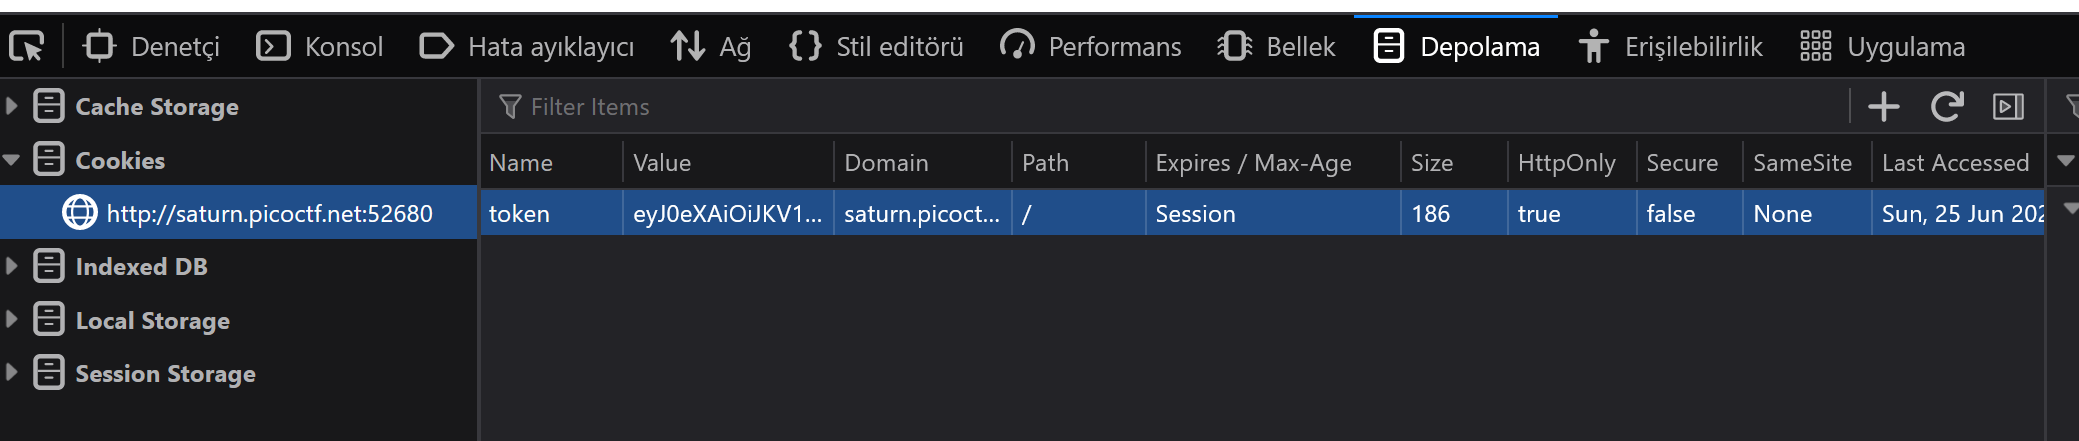 Denetçi Konsol Hata ayıklayıcı Ağ Stil editörü Performans Bellek Depolama Erişilebilirlik Uygulama
Cache Storage
Cookies
http://saturn.picoctf.net:52680
Indexed DB
Local Storage
Session Storage
Filter Items
Name Value Domain Path Expires / Max-Age Size HttpOnly Secure SameSite Last Accessed
token eyJ0eXAiOiJKV1... saturn.picoct... / Session 186 true false None Sun, 25 Jun 202